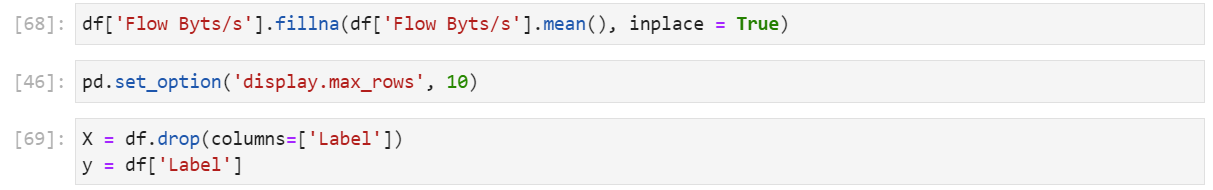 [68]: df['Flow Byts/s'].fillna(df['Flow Byts/s'].mean(), inplace = True)
[46]: pd.set_option('display.max_rows', 10)
[69]: X = df.drop(columns=['Label'])
y = df['Label']